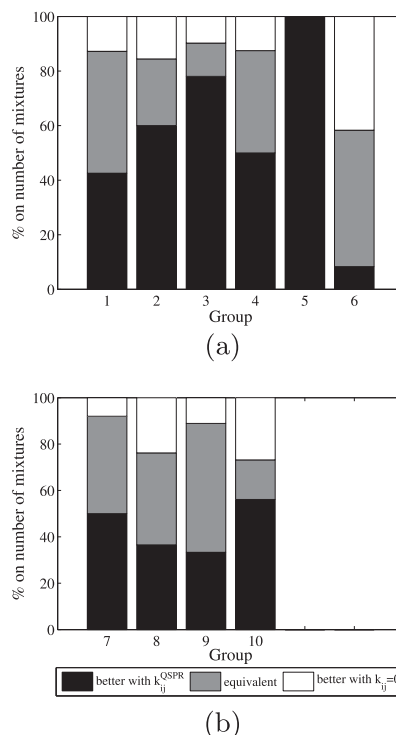 100
80
60
40
20
0
% on number of mixtures
1 2 3 4 5 6
Group
(a)
100
80
60
40
20
0
% on number of mixtures
7 8 9 10
Group
better with k_ij^QSPR equivalent better with k_ij=0
(b)